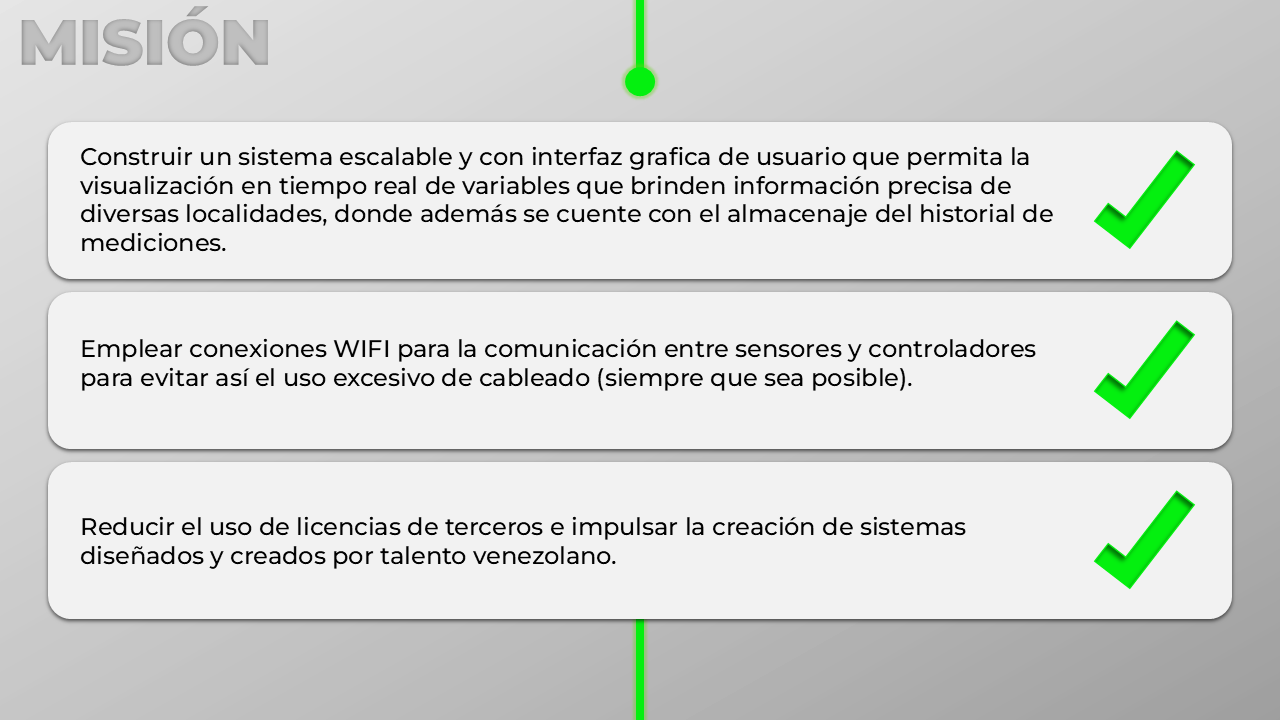 MISIÓN
Construir un sistema escalable y con interfaz grafica de usuario que permita la
visualización en tiempo real de variables que brinden información precisa de
diversas localidades, donde además se cuente con el almacenaje del historial de
mediciones.
Emplear conexiones WIFI para la comunicación entre sensores y controladores
para evitar así el uso excesivo de cableado (siempre que sea posible).
Reducir el uso de licencias de terceros e impulsar la creación de sistemas
diseñados y creados por talento venezolano.